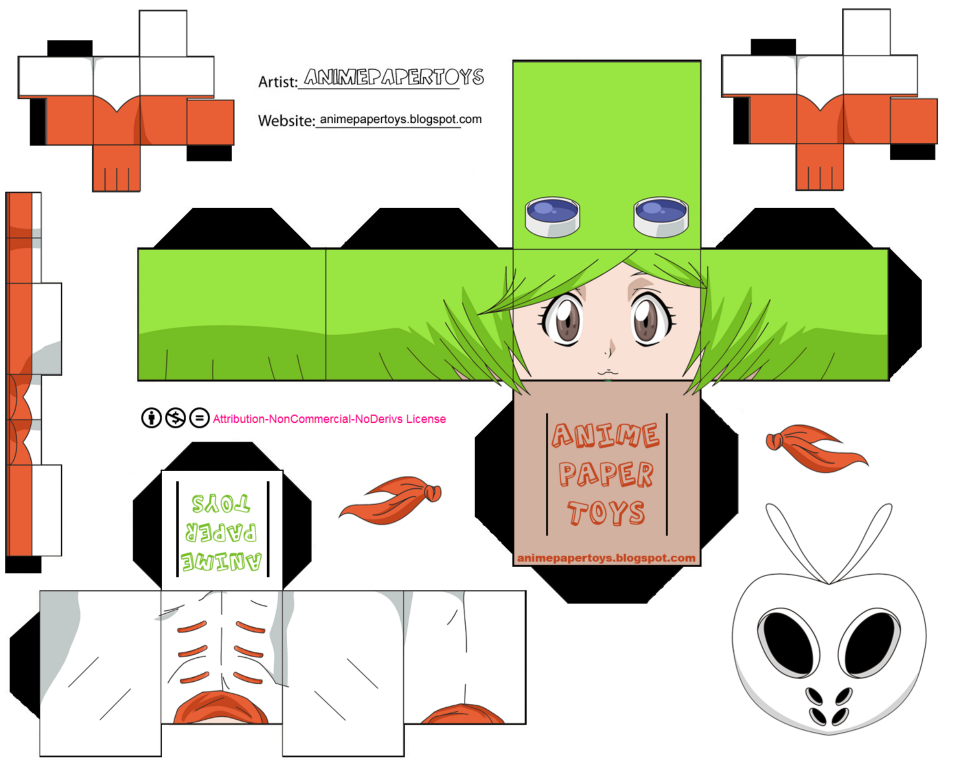 Artist: ANIMEPAPERTOYS
Website: animepapertoys.blogspot.com
Attribution-NonCommercial-NoDerivs License
ANIME
PAPER
TOYS
animepapertoys.blogspot.com
ANIME
PAPER
TOYS